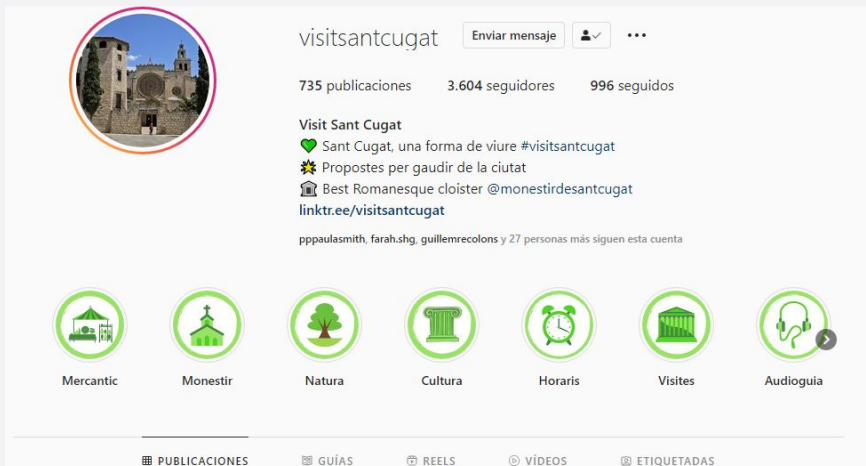 visitsantcugat Enviar mensaje
735 publicaciones 3.604 seguidores 996 seguidos
Visit Sant Cugat
Sant Cugat, una forma de viure #visitsantcugat
Propostes per gaudir de la ciutat
Best Romanesque cloister @monestirdesantcugat
linktr.ee/visitsantcugat
pppaulasmith, farah.shg, guillemrecolons y 27 personas más siguen esta cuenta
Mercantic Monestir Natura Cultura Horaris Visites Audioguia
PUBLICACIONES GUÍAS REELS VÍDEOS ETIQUETADAS